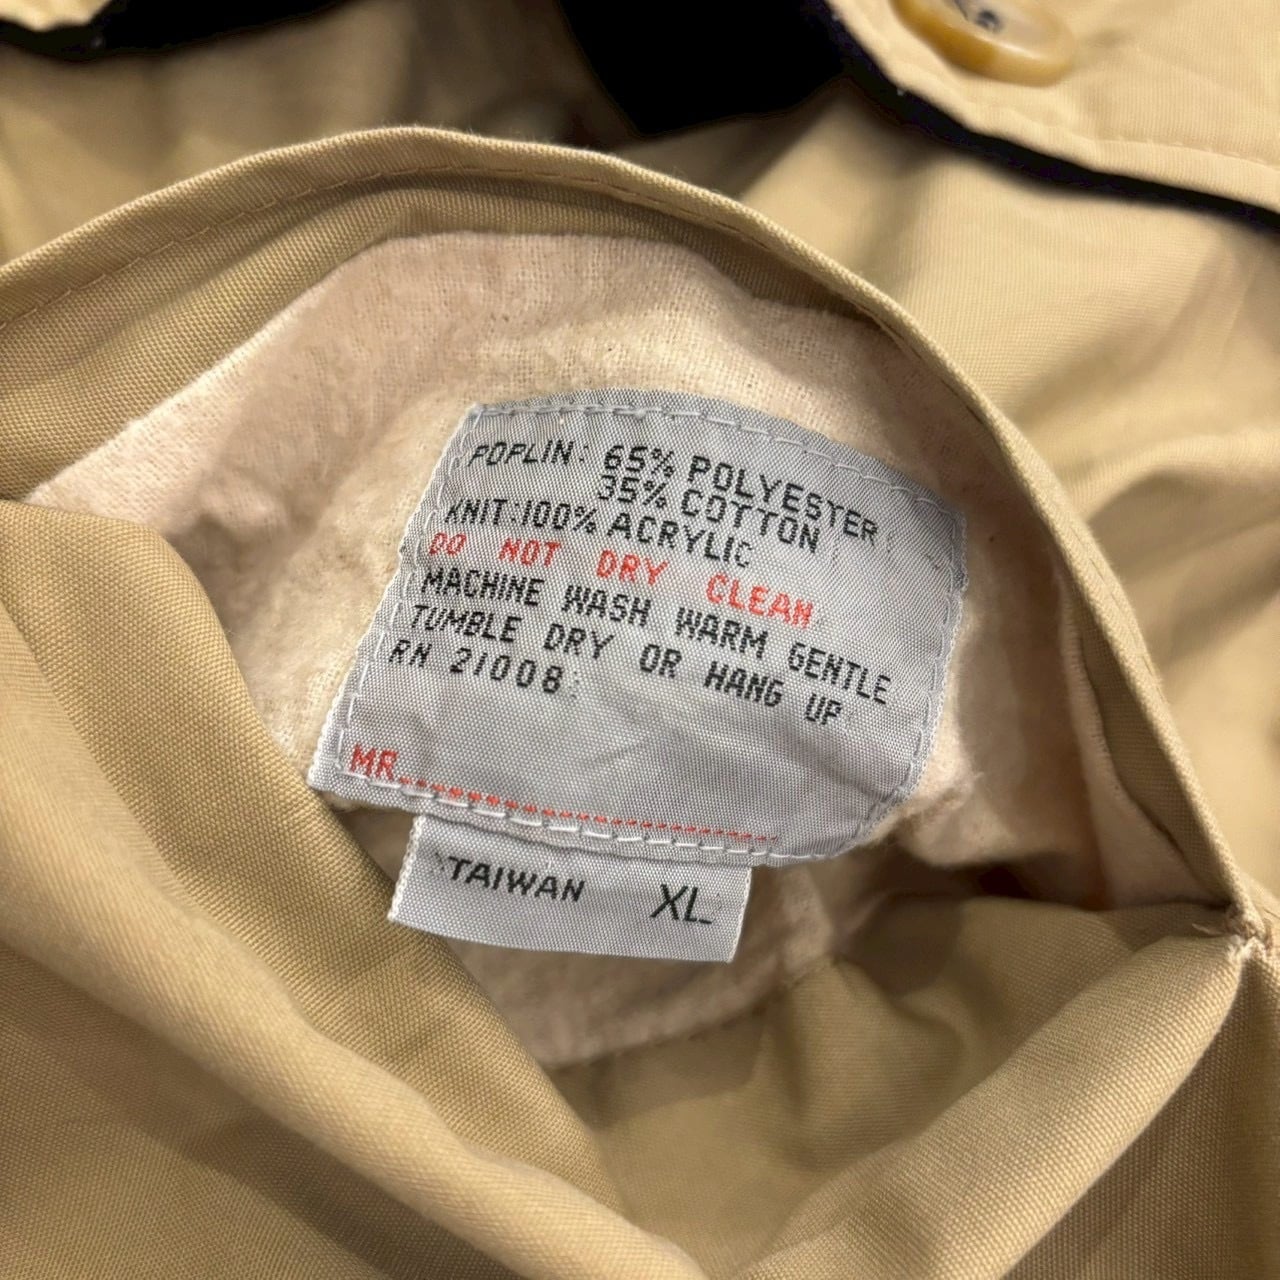 POPLIN: 65% POLYESTER
35% COTTON
KNIT:100% ACRYLIC
DO NOT DRY CLEAN
MACHINE WASH WARM GENTLE
TUMBLE DRY OR HANG UP
RN 21008
MR.
TAIWAN XL